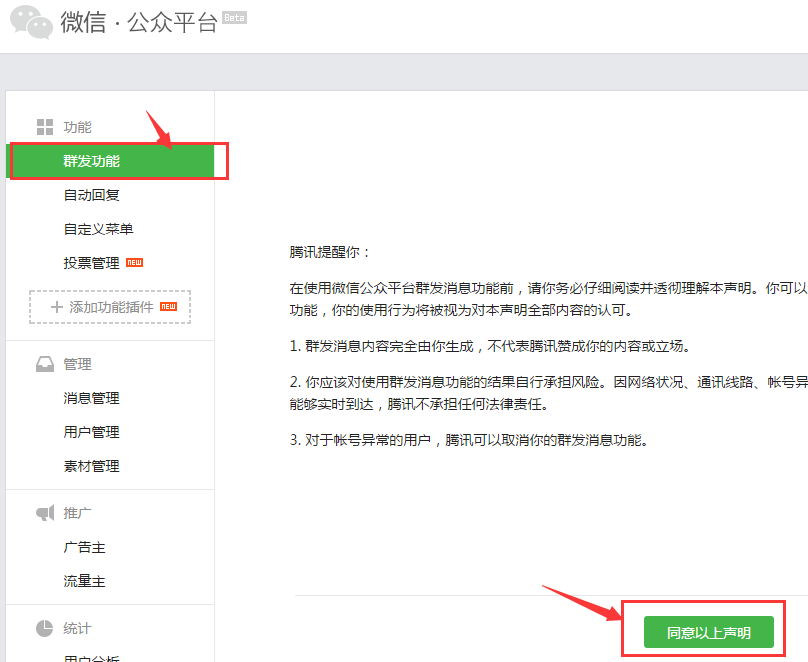 微信·公众平台 Beta
功能
群发功能
自动回复
自定义菜单
投票管理 NEW
+ 添加功能插件 NEW
管理
消息管理
用户管理
素材管理
推广
广告主
流量主
统计
用户分析
腾讯提醒你：
在使用微信公众平台群发消息功能前，请你务必仔细阅读并透彻理解本声明。你可以
功能，你的使用行为将被视为对本声明全部内容的认可。
1. 群发消息内容完全由你生成，不代表腾讯赞成你的内容或立场。
2. 你应该对使用群发消息功能的结果自行承担风险。因网络状况、通讯线路、帐号异
能够实时到达，腾讯不承担任何法律责任。
3. 对于帐号异常的用户，腾讯可以取消你的群发消息功能。
同意以上声明